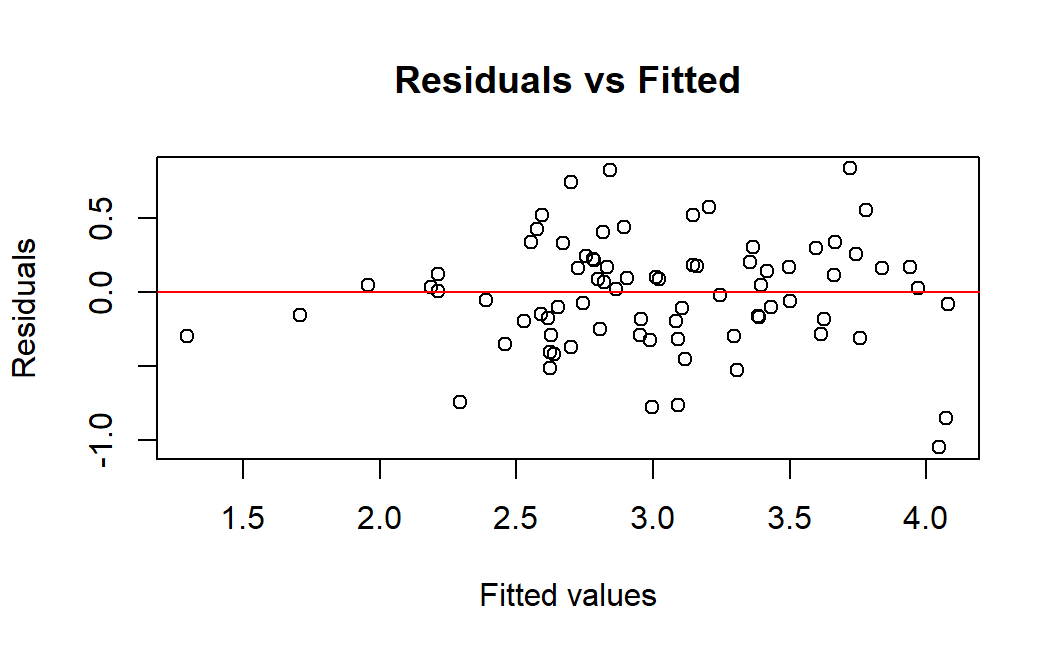 Residuals vs Fitted
Residuals
0.5
0.0
-1.0
1.5 2.0 2.5 3.0 3.5 4.0
Fitted values